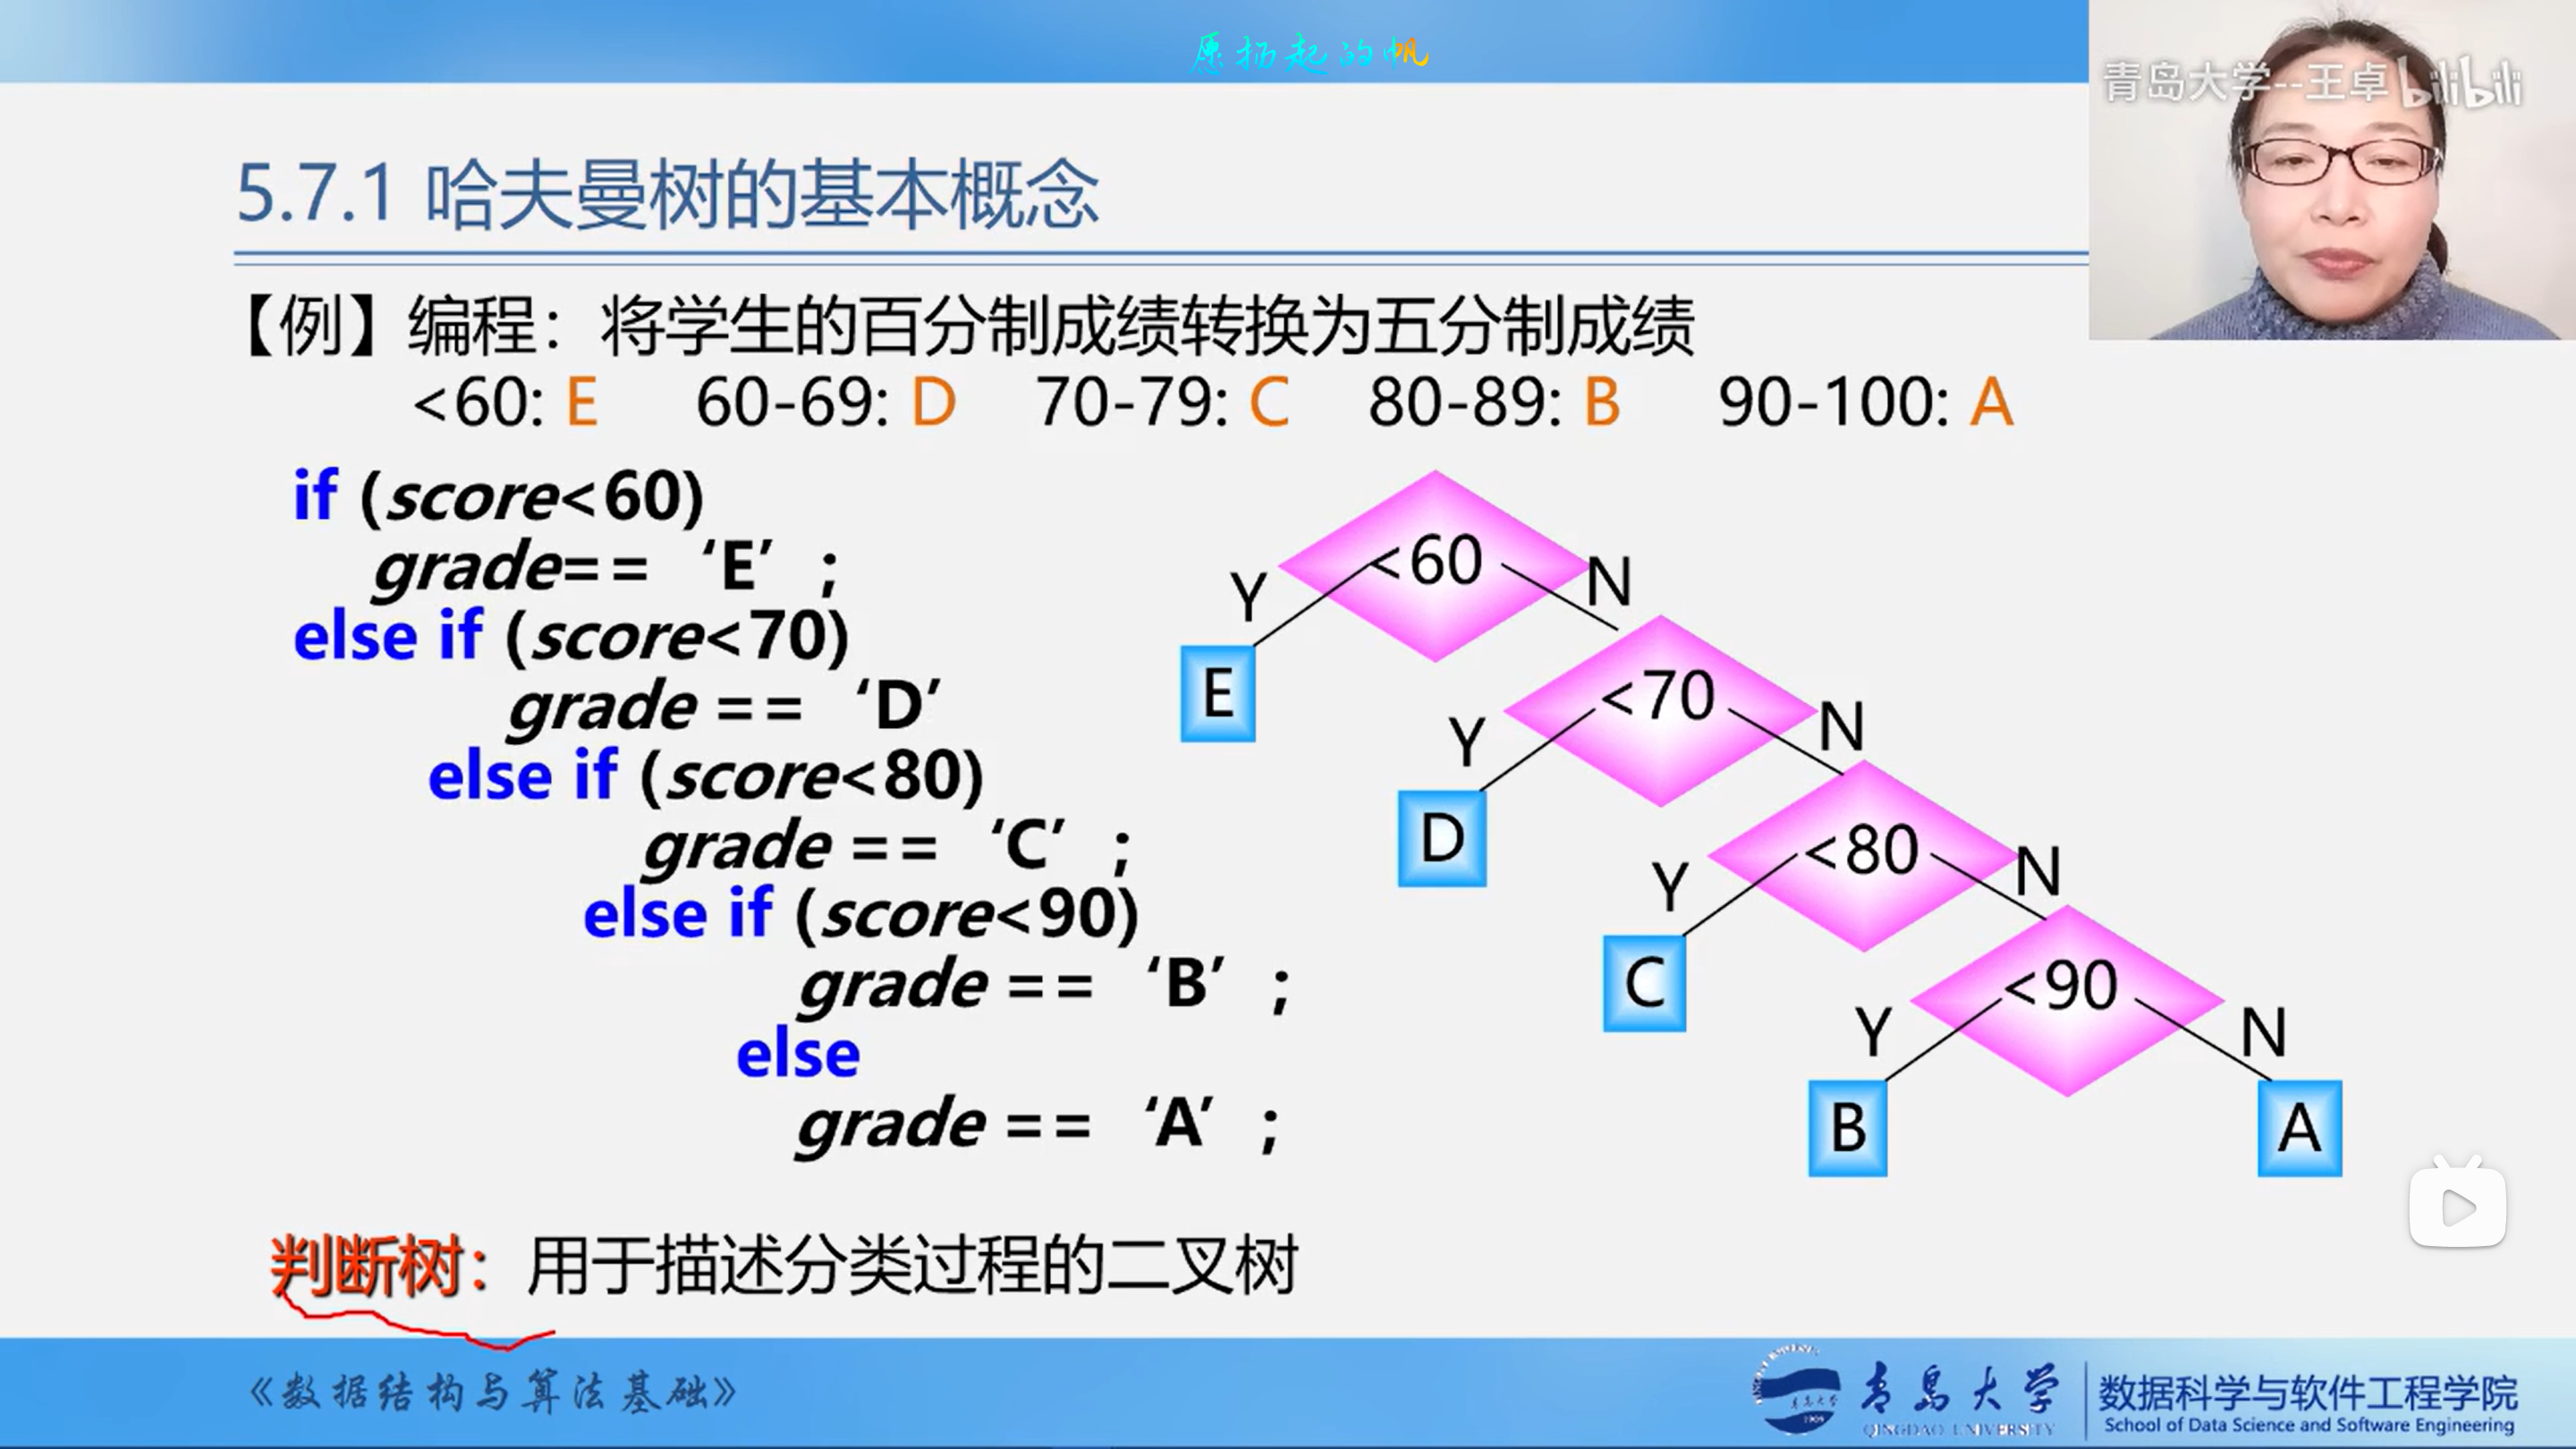 愿扬起的帆
青岛大学--王卓 bilibili
5.7.1 哈夫曼树的基本概念
【例】编程：将学生的百分制成绩转换为五分制成绩
<60: E 60-69: D 70-79: C 80-89: B 90-100: A
if (score<60)
grade== ‘E’ ;
else if (score<70)
grade == ‘D’
else if (score<80)
grade == ‘C’ ;
else if (score<90)
grade == ‘B’ ;
else
grade == ‘A’ ;
<60
Y N
E
<70
Y N
D
<80
Y N
C
<90
Y N
B A
判断树：用于描述分类过程的二叉树
《数据结构与算法基础》
青岛大学
QINGDAO UNIVERSITY
数据科学与软件工程学院
School of Data Science and Software Engineering